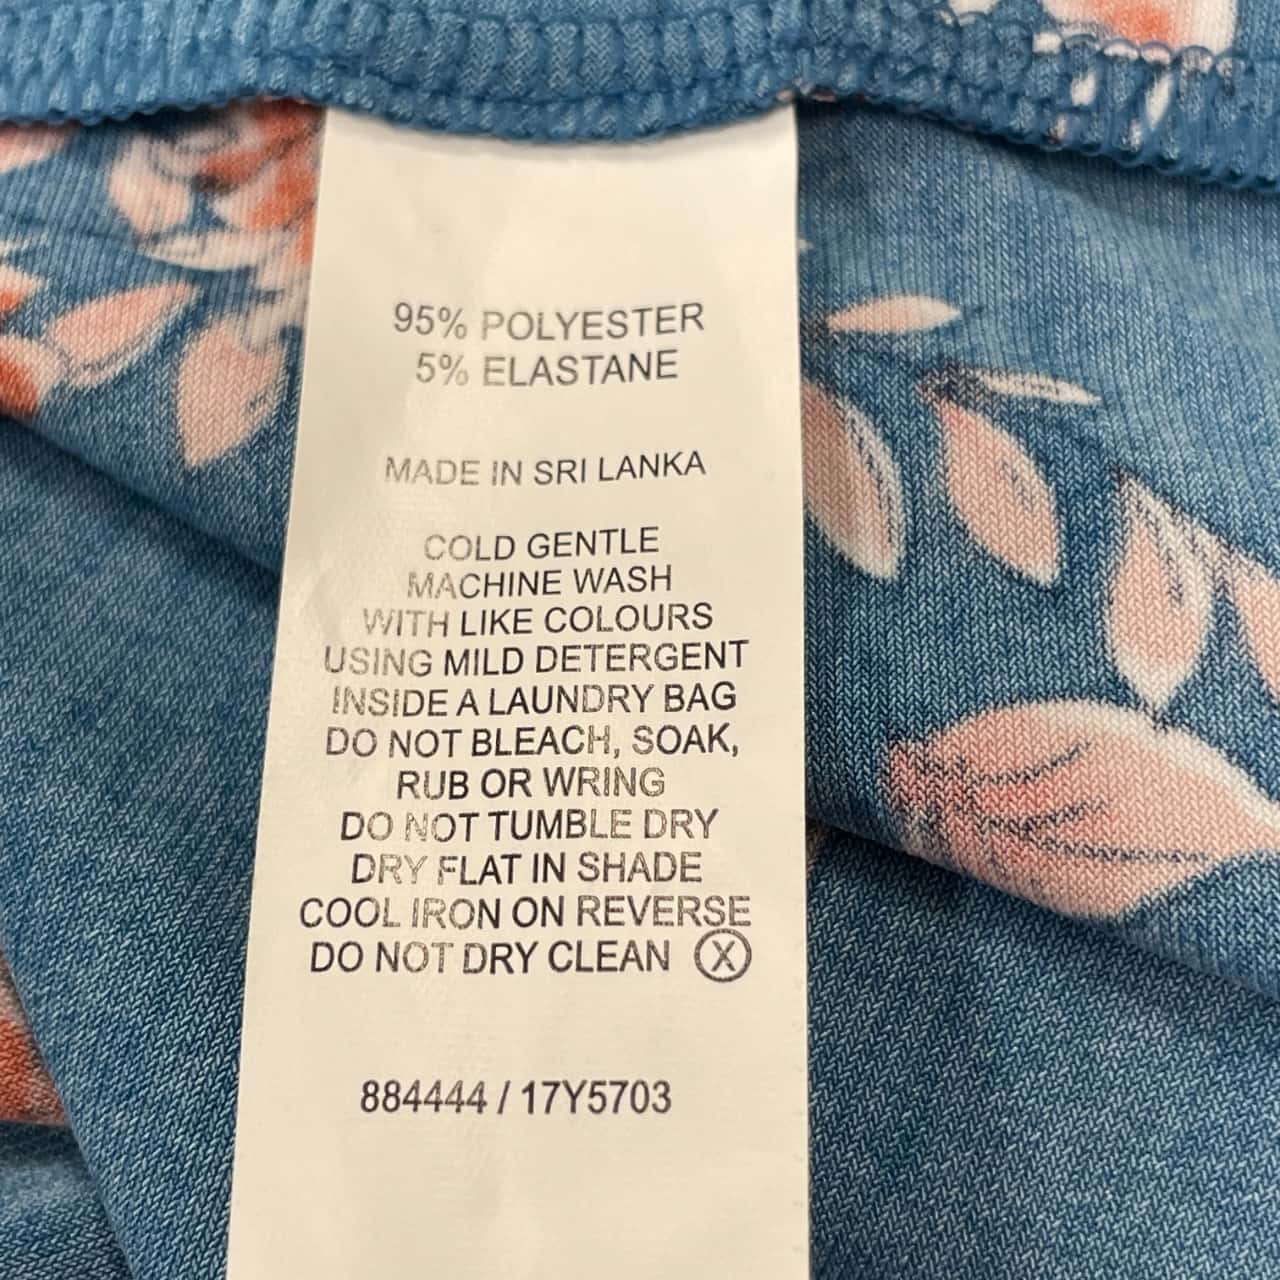 95% POLYESTER
5% ELASTANE
MADE IN SRI LANKA
COLD GENTLE
MACHINE WASH
WITH LIKE COLOURS
USING MILD DETERGENT
INSIDE A LAUNDRY BAG
DO NOT BLEACH, SOAK,
RUB OR WRING
DO NOT TUMBLE DRY
DRY FLAT IN SHADE
COOL IRON ON REVERSE
DO NOT DRY CLEAN Ⓧ
884444 / 17Y5703